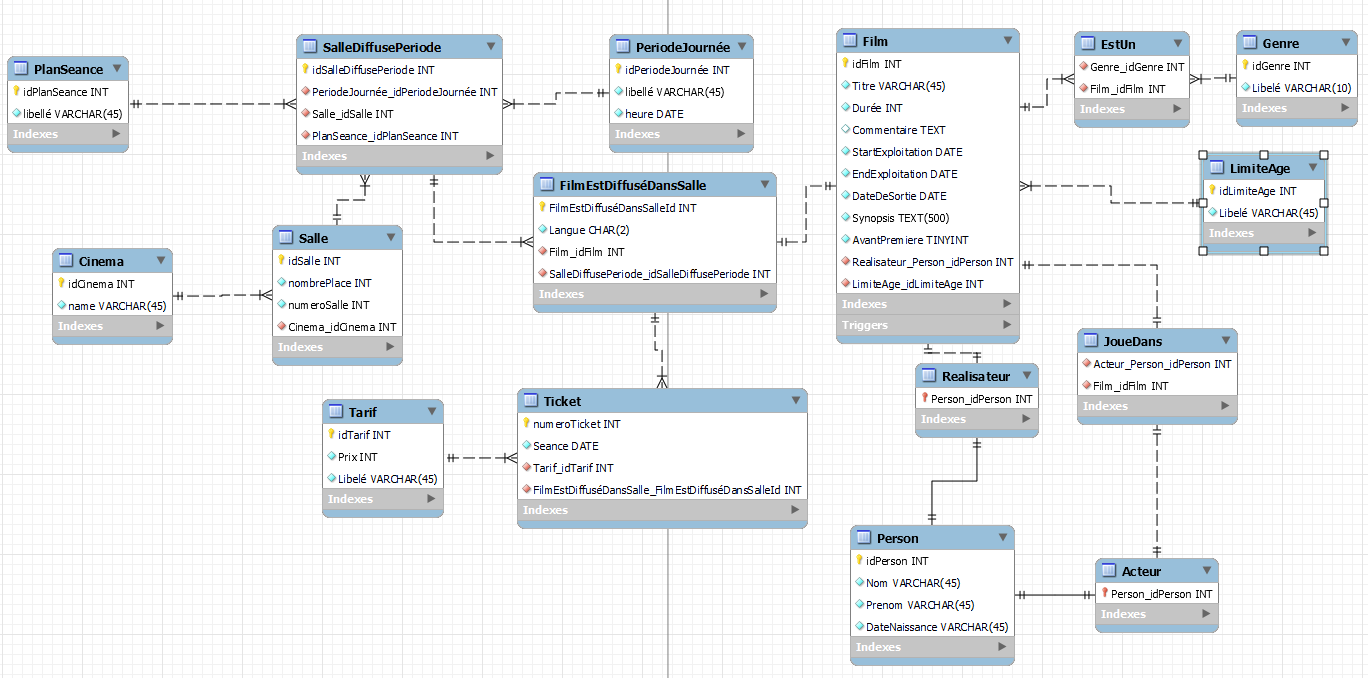 PlanSeance
idPlanSeance INT
libellé VARCHAR(45)
Indexes
SalleDiffusePeriode
idSalleDiffusePeriode INT
PeriodeJournée_idPeriodeJournée INT
Salle_idSalle INT
PlanSeance_idPlanSeance INT
Indexes
PeriodeJournée
idPeriodeJournée INT
libellé VARCHAR(45)
heure DATE
Indexes
Film
idFilm INT
Titre VARCHAR(45)
Durée INT
Commentaire TEXT
StartExploitation DATE
EndExploitation DATE
DateDeSortie DATE
Synopsis TEXT(500)
AvantPremiere TINYINT
Realisateur_Person_idPerson INT
LimiteAge_idLimiteAge INT
Indexes
Triggers
EstUn
Genre_idGenre INT
Film_idFilm INT
Indexes
Genre
idGenre INT
Libelé VARCHAR(10)
Indexes
LimiteAge
idLimiteAge INT
Libelé VARCHAR(45)
Indexes
FilmEstDiffuséDansSalle
FilmEstDiffuséDansSalleId INT
Langue CHAR(2)
Film_idFilm INT
SalleDiffusePeriode_idSalleDiffusePeriode INT
Indexes
Cinema
idCinema INT
name VARCHAR(45)
Indexes
Salle
idSalle INT
nombrePlace INT
numeroSalle INT
Cinema_idCinema INT
Indexes
JoueDans
Acteur_Person_idPerson INT
Film_idFilm INT
Indexes
Realisateur
Person_idPerson INT
Indexes
Tarif
idTarif INT
Prix INT
Libelé VARCHAR(45)
Indexes
Ticket
numeroTicket INT
Seance DATE
Tarif_idTarif INT
FilmEstDiffuséDansSalle_FilmEstDiffuséDansSalleId INT
Indexes
Person
idPerson INT
Nom VARCHAR(45)
Prenom VARCHAR(45)
DateNaissance VARCHAR(45)
Indexes
Acteur
Person_idPerson INT
Indexes